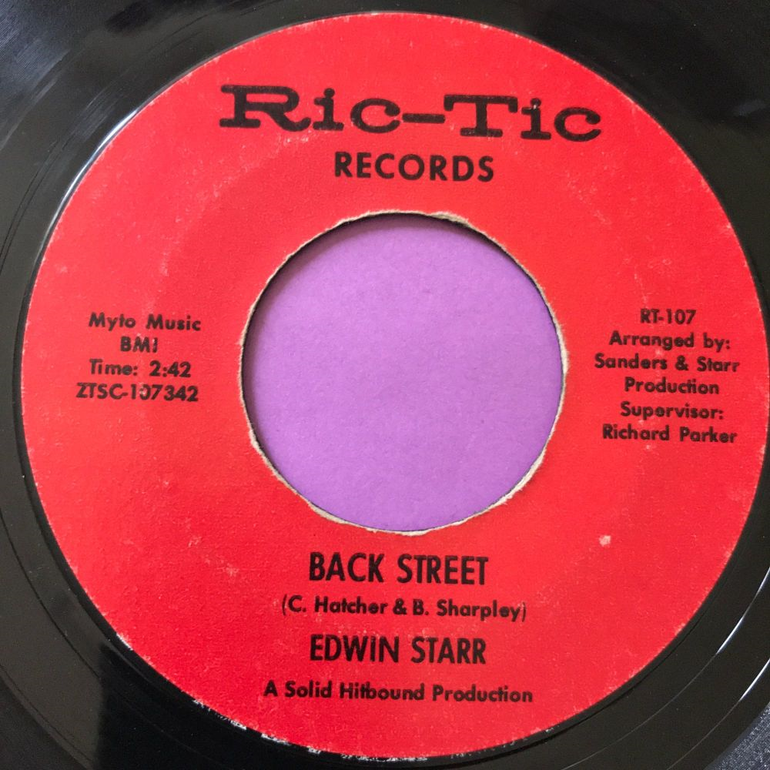 Ric-Tic
RECORDS
Myto Music
BMI
Time: 2:42
ZTSC-107342
RT-107
Arranged by:
Sanders & Starr
Production
Supervisor:
Richard Parker
BACK STREET
(C. Hatcher & B. Sharpley)
EDWIN STARR
A Solid Hitbound Production